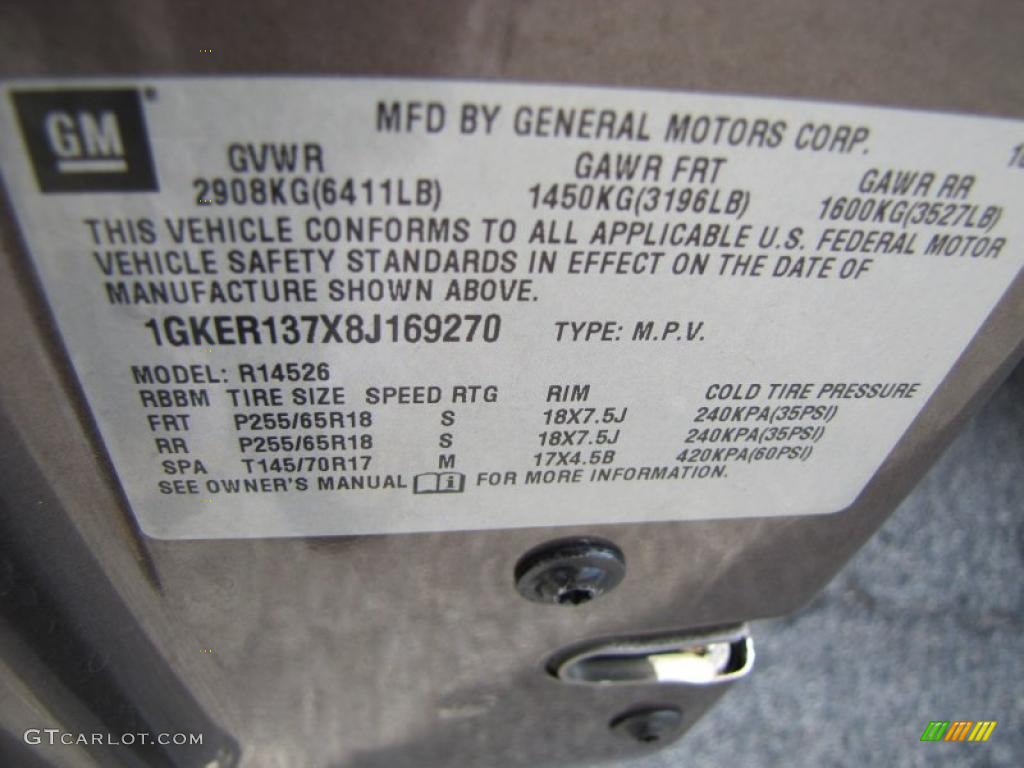 GM
MFD BY GENERAL MOTORS CORP.
GVWR GAWR FRT GAWR RR
2908KG(6411LB) 1450KG(3196LB) 1600KG(3527LB)
THIS VEHICLE CONFORMS TO ALL APPLICABLE U.S. FEDERAL MOTOR
VEHICLE SAFETY STANDARDS IN EFFECT ON THE DATE OF
MANUFACTURE SHOWN ABOVE.
1GKER137X8J169270 TYPE: M.P.V.
MODEL: R14526
RBBM TIRE SIZE SPEED RTG RIM COLD TIRE PRESSURE
FRT P255/65R18 S 18X7.5J 240KPA(35PSI)
RR P255/65R18 S 18X7.5J 240KPA(35PSI)
SPA T145/70R17 M 17X4.5B 420KPA(60PSI)
SEE OWNER'S MANUAL i FOR MORE INFORMATION.
GTCARLOT.COM